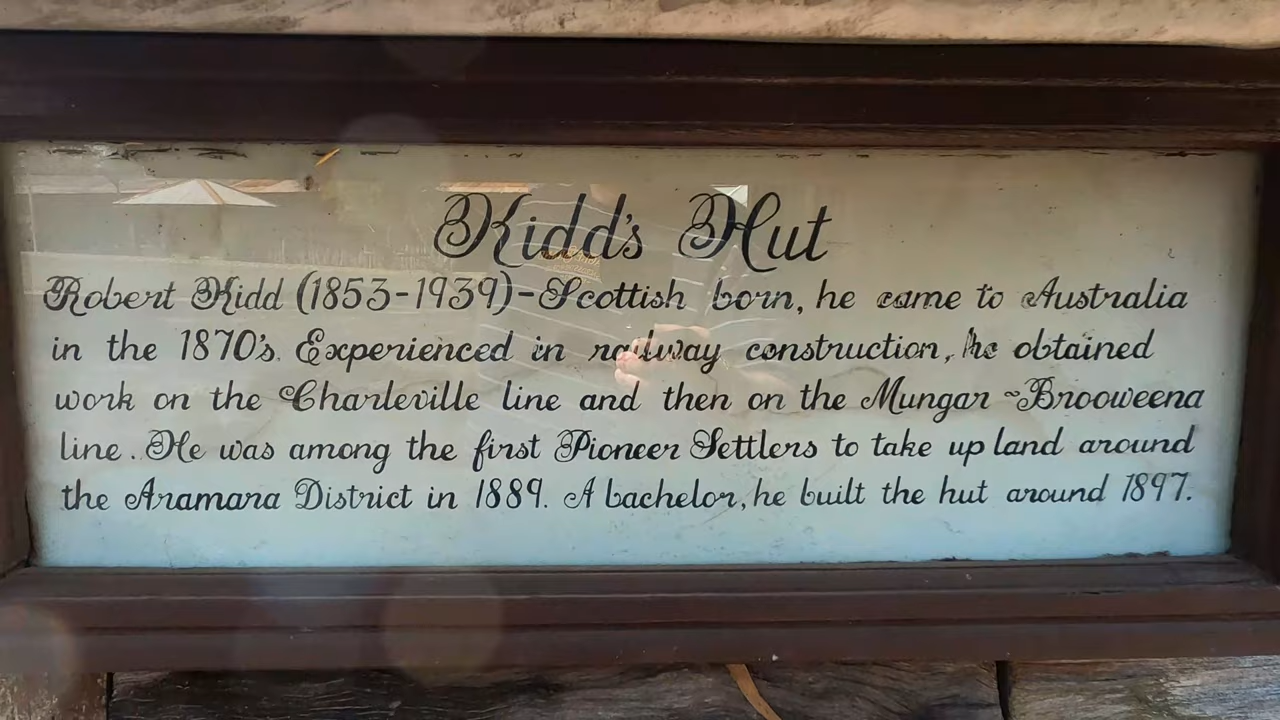 Kidd's Hut
Robert Kidd (1853-1939)-Scottish born, he came to Australia
in the 1870's. Experienced in railway construction, he obtained
work on the Charleville line and then on the Mungar ~Brooweena
line. He was among the first Pioneer Settlers to take up land around
the Aramara District in 1889. A bachelor, he built the hut around 1897.